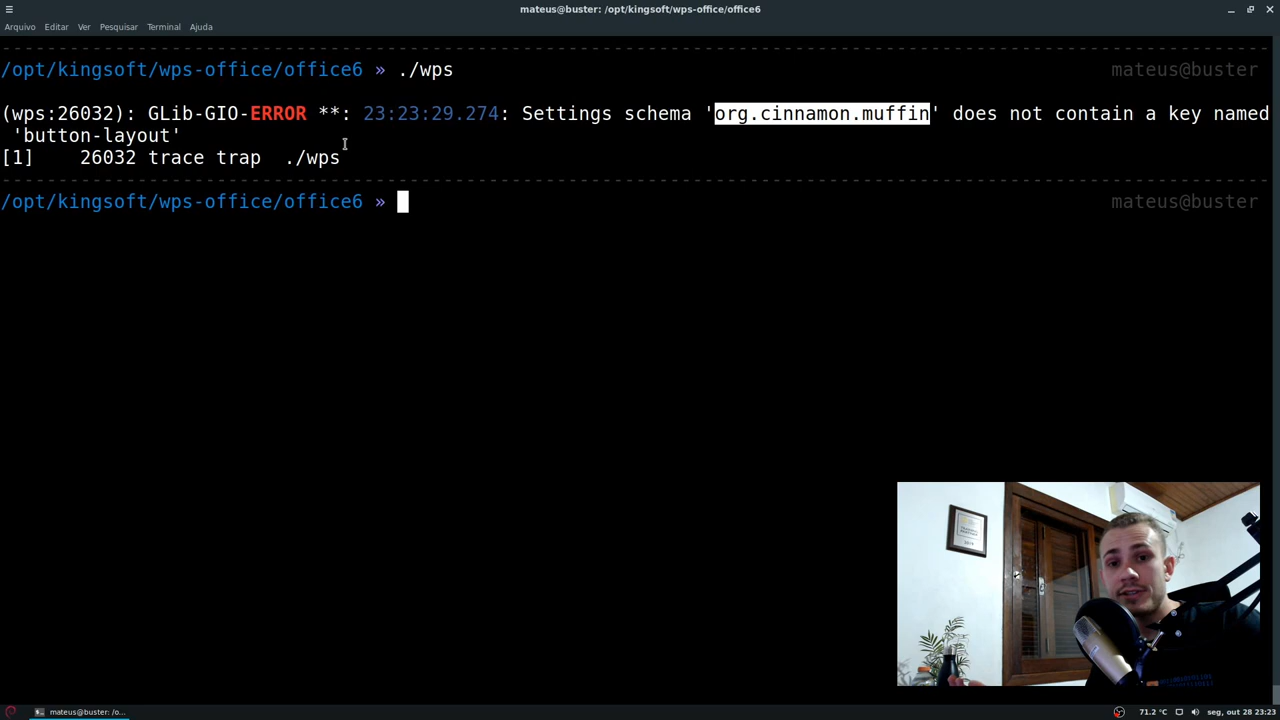 mateus@buster: /opt/kingsoft/wps-office/office6
Arquivo Editar Ver Pesquisar Terminal Ajuda
/opt/kingsoft/wps-office/office6 » ./wps mateus@buster
(wps:26032): GLib-GIO-ERROR **: 23:23:29.274: Settings schema 'org.cinnamon.muffin' does not contain a key named
'button-layout'
[1] 26032 trace trap ./wps
/opt/kingsoft/wps-office/office6 » mateus@buster
mateus@buster: /o... 71.2 °C seg, out 28 23:23